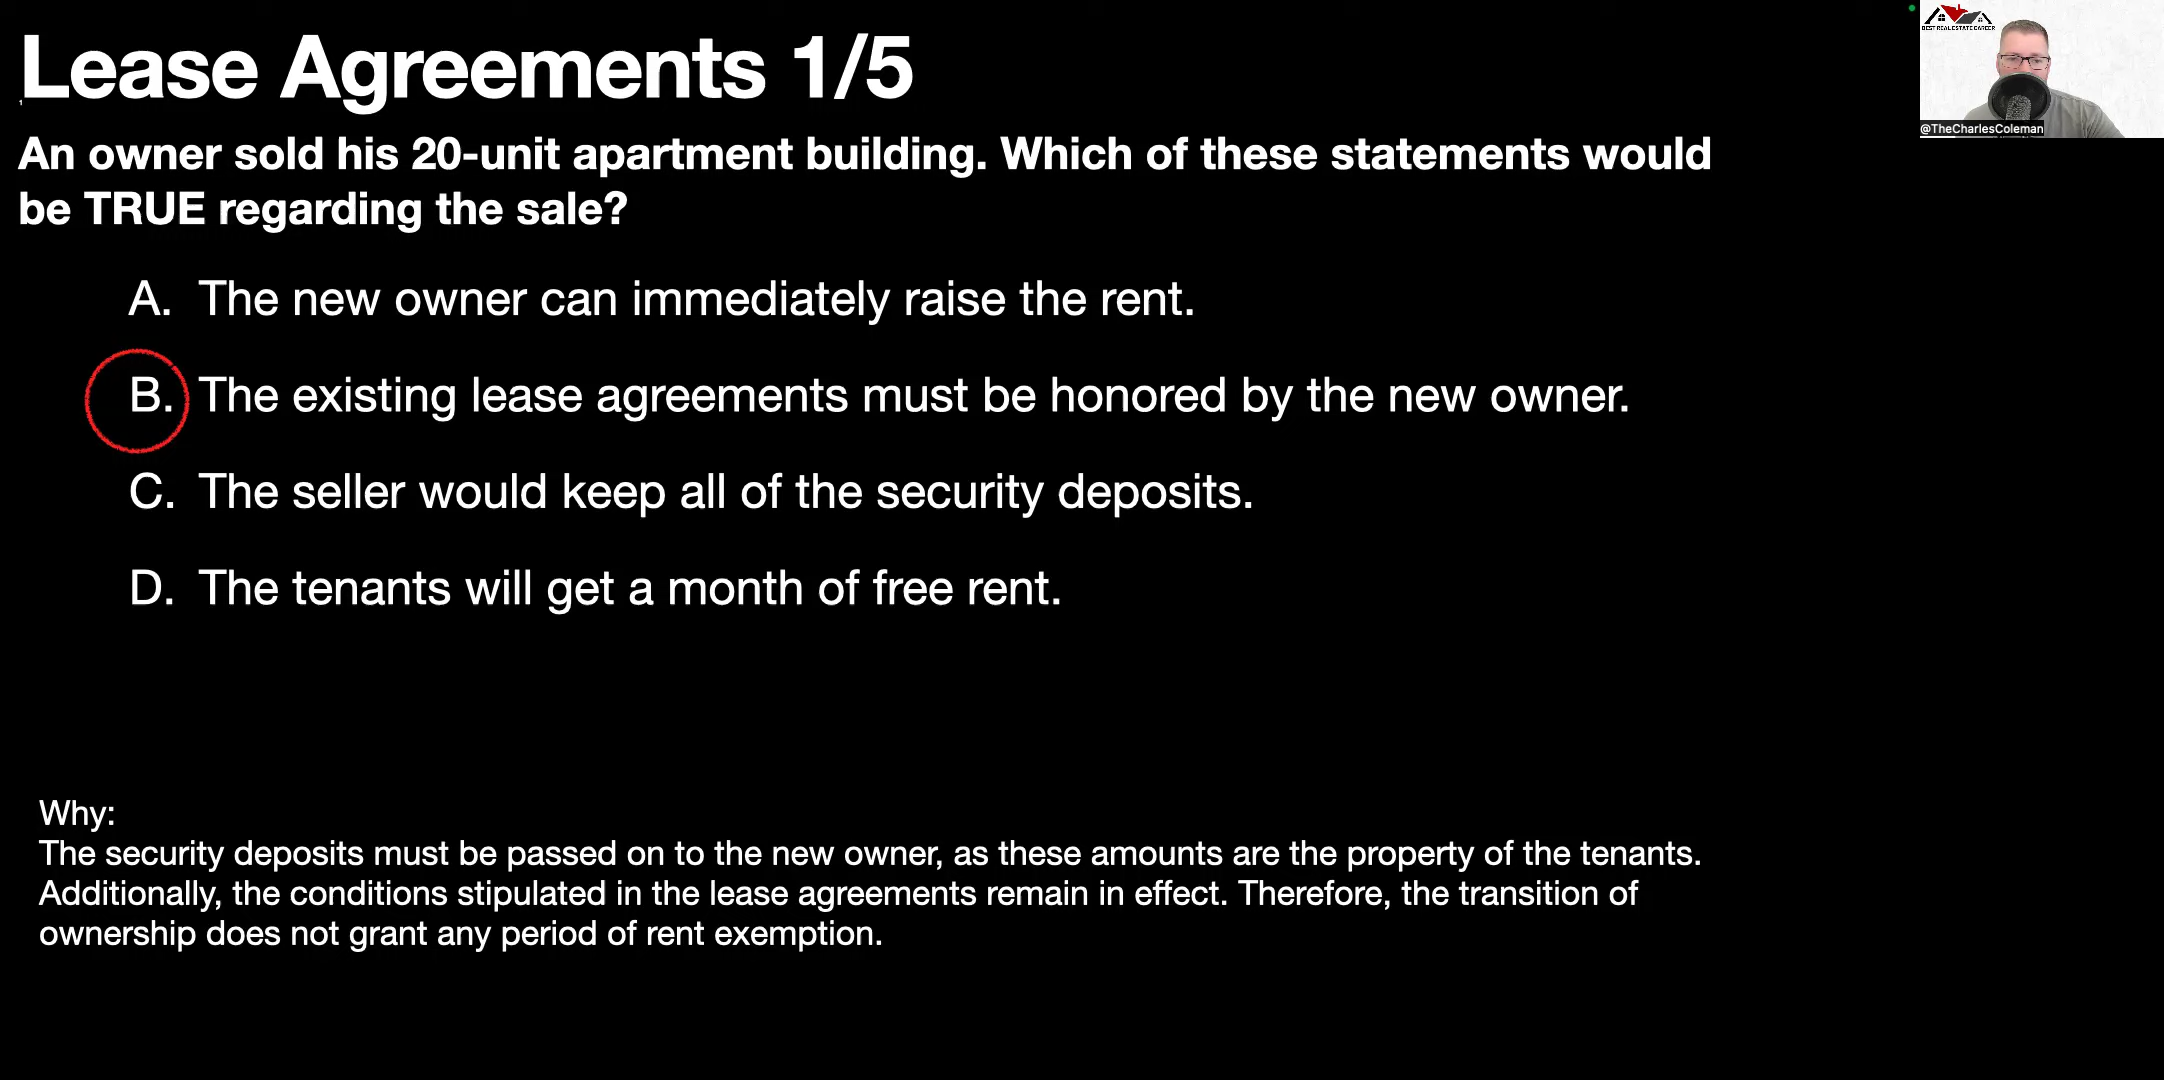 Lease Agreements 1/5
1
An owner sold his 20-unit apartment building. Which of these statements would
be TRUE regarding the sale?
A. The new owner can immediately raise the rent.
B. The existing lease agreements must be honored by the new owner.
C. The seller would keep all of the security deposits.
D. The tenants will get a month of free rent.
Why:
The security deposits must be passed on to the new owner, as these amounts are the property of the tenants.
Additionally, the conditions stipulated in the lease agreements remain in effect. Therefore, the transition of
ownership does not grant any period of rent exemption.
BEST REAL ESTATE CAREER
@TheCharlesColeman